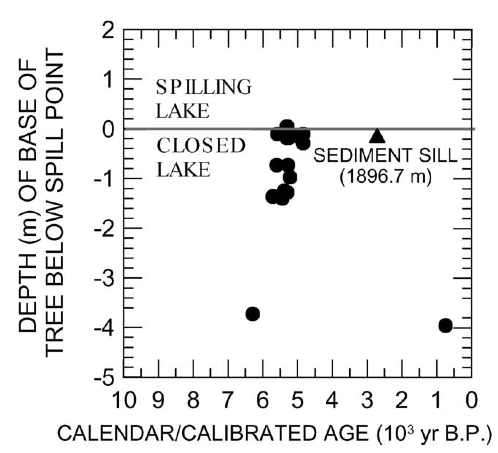 DEPTH (m) OF BASE OF
TREE BELOW SPILL POINT
2
1
0
-1
-2
-3
-4
-5
SPILLING
LAKE
CLOSED
LAKE
SEDIMENT SILL
(1896.7 m)
10 9 8 7 6 5 4 3 2 1 0
CALENDAR/CALIBRATED AGE (10³ yr B.P.)